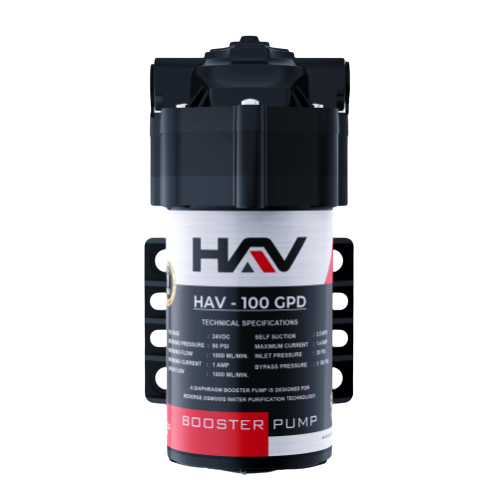 HAV
HAV - 100 GPD
TECHNICAL SPECIFICATIONS
: 24VDC
PRESSURE : 80 PSI
FLOW : 1000 ML/MIN.
CURRENT : 1 AMP
FLOW : 1500 ML/MIN.
SELF SUCTION :
MAXIMUM CURRENT :
INLET PRESSURE :
BYPASS PRESSURE :
A DIAPHRAGM BOOSTER PUMP IS DESIGNED FOR
REVERSE OSMOSIS WATER PURIFICATION TECHNOLOGY.
BOOSTER PUMP